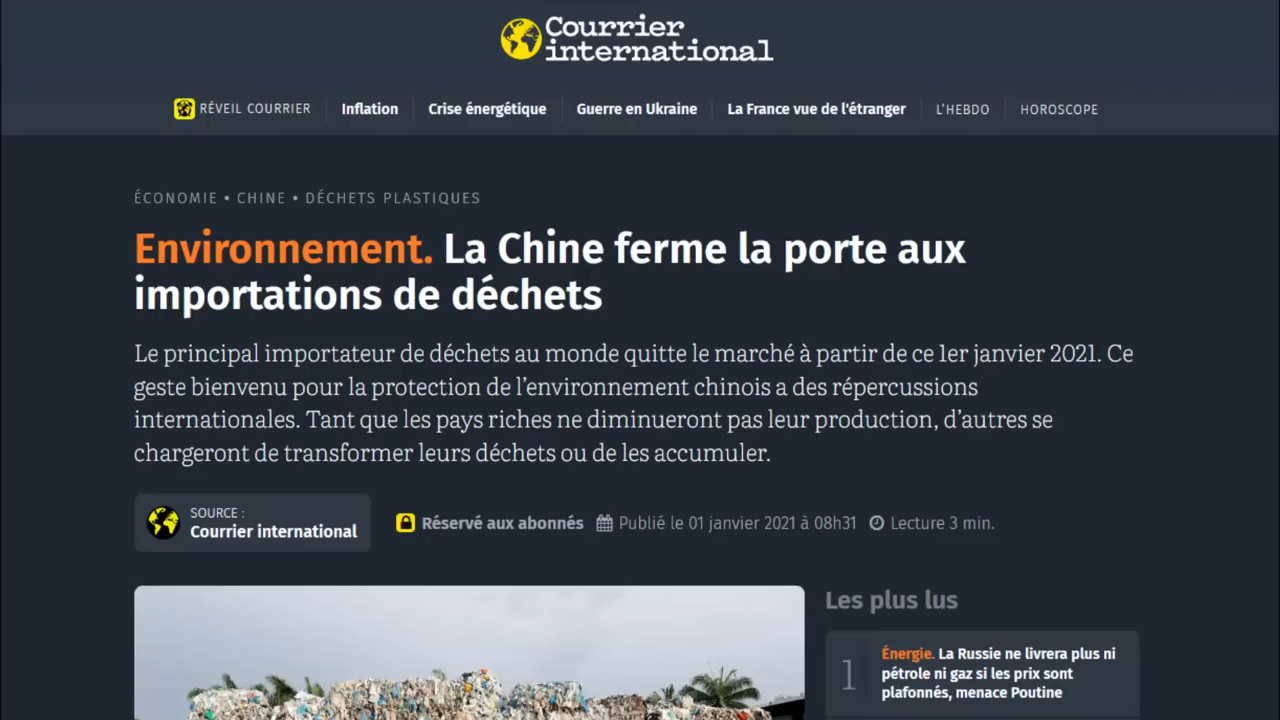 Courrier
international
RÉVEIL COURRIER
Inflation
Crise énergétique
Guerre en Ukraine
La France vue de l'étranger
L'HEBDO
HOROSCOPE
ÉCONOMIE • CHINE • DÉCHETS PLASTIQUES
Environnement. La Chine ferme la porte aux
importations de déchets
Le principal importateur de déchets au monde quitte le marché à partir de ce 1er janvier 2021. Ce
geste bienvenu pour la protection de l’environnement chinois a des répercussions
internationales. Tant que les pays riches ne diminueront pas leur production, d’autres se
chargeront de transformer leurs déchets ou de les accumuler.
SOURCE :
Courrier international
Réservé aux abonnés
Publié le 01 janvier 2021 à 08h31
Lecture 3 min.
Les plus lus
1
Énergie. La Russie ne livrera plus ni
pétrole ni gaz si les prix sont
plafonnés, menace Poutine